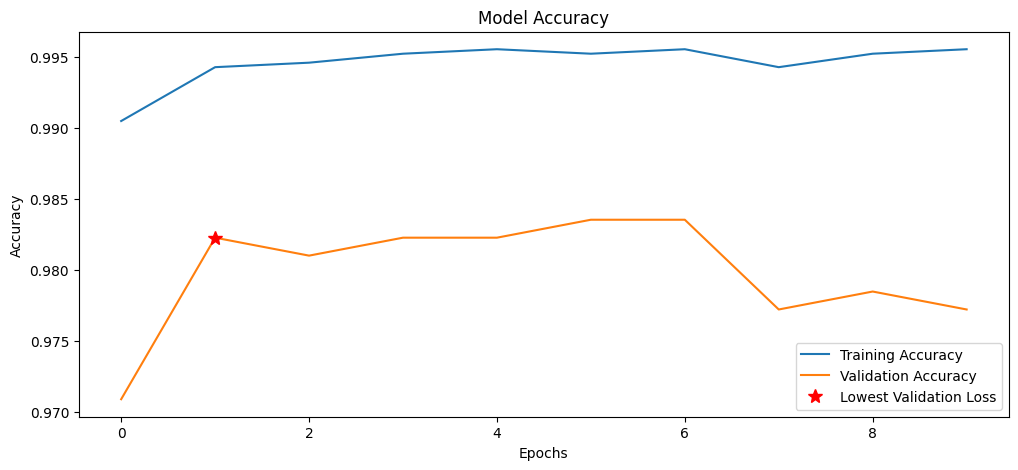 Model Accuracy
0.995
0.990
0.985
0.980
0.975
0.970
Accuracy
0 2 4 6 8
Epochs
Training Accuracy
Validation Accuracy
Lowest Validation Loss